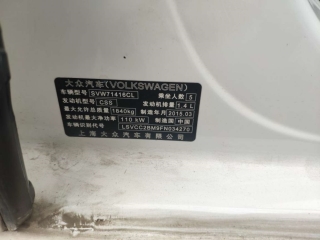 大众汽车(VOLKSWAGEN)
车辆型号 SVW71416CL 乘坐人数 5
发动机型号 CSS 发动机排量 1.4 L
最大允许总质量 1840kg 制造年月 2015.03
发动机最大净功率 110 kW 制造国 中国
车辆识别代号 LSVCC2BM9FN034270
上海大众汽车有限公司